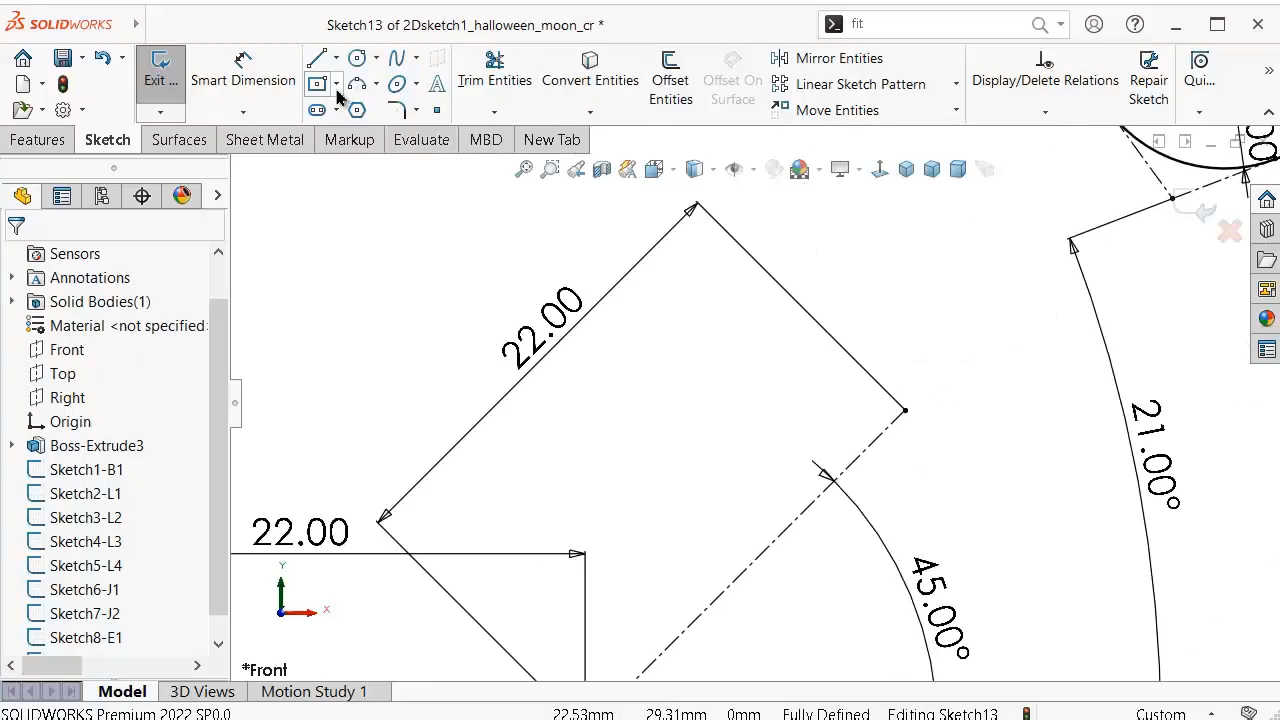 SOLIDWORKS
Sketch13 of 2Dsketch1_halloween_moon_cr *
fit
Exit ...
Smart Dimension
Trim Entities
Convert Entities
Offset Entities
Offset On Surface
Mirror Entities
Linear Sketch Pattern
Move Entities
Display/Delete Relations
Repair Sketch
Qui...
Features
Sketch
Surfaces
Sheet Metal
Markup
Evaluate
MBD
New Tab
Sensors
Annotations
Solid Bodies(1)
Material <not specified>
Front
Top
Right
Origin
Boss-Extrude3
Sketch1-B1
Sketch2-L1
Sketch3-L2
Sketch4-L3
Sketch5-L4
Sketch6-J1
Sketch7-J2
Sketch8-E1
22.00
22.00
45.00°
21.00°
Y
X
*Front
Model
3D Views
Motion Study 1
SOLIDWORKS Premium 2022 SP0.0
22.53mm
29.31mm
0mm
Fully Defined
Editing Sketch13
Custom